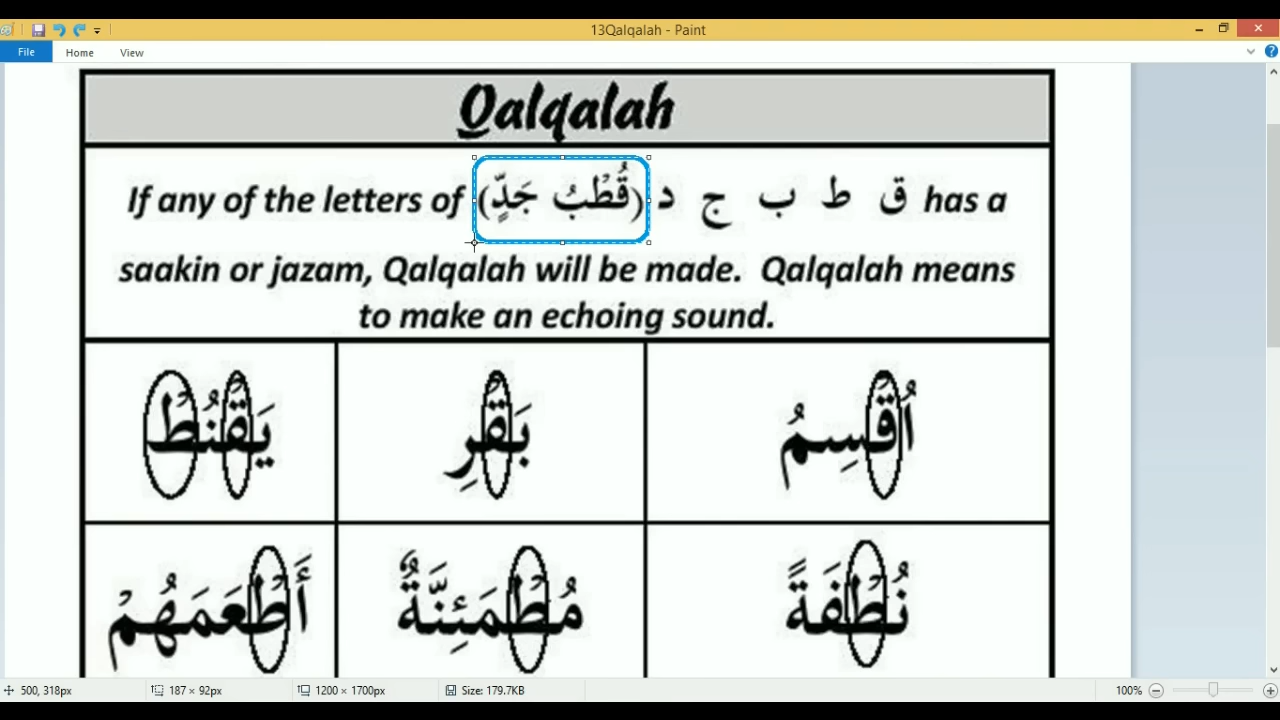 13Qalqalah - Paint
File Home View
Qalqalah
If any of the letters of (قُطْبُ جَدٍّ) ق ط ب ج د has a
saakin or jazam, Qalqalah will be made. Qalqalah means
to make an echoing sound.
أُقْسِمُ بَقْرِ يَقْنُطْ
نُطْفَةً مُطْمَئِنَّةٌ أَطْعَمَهُمْ
500, 318px 187 × 92px 1200 × 1700px Size: 179.7KB 100%